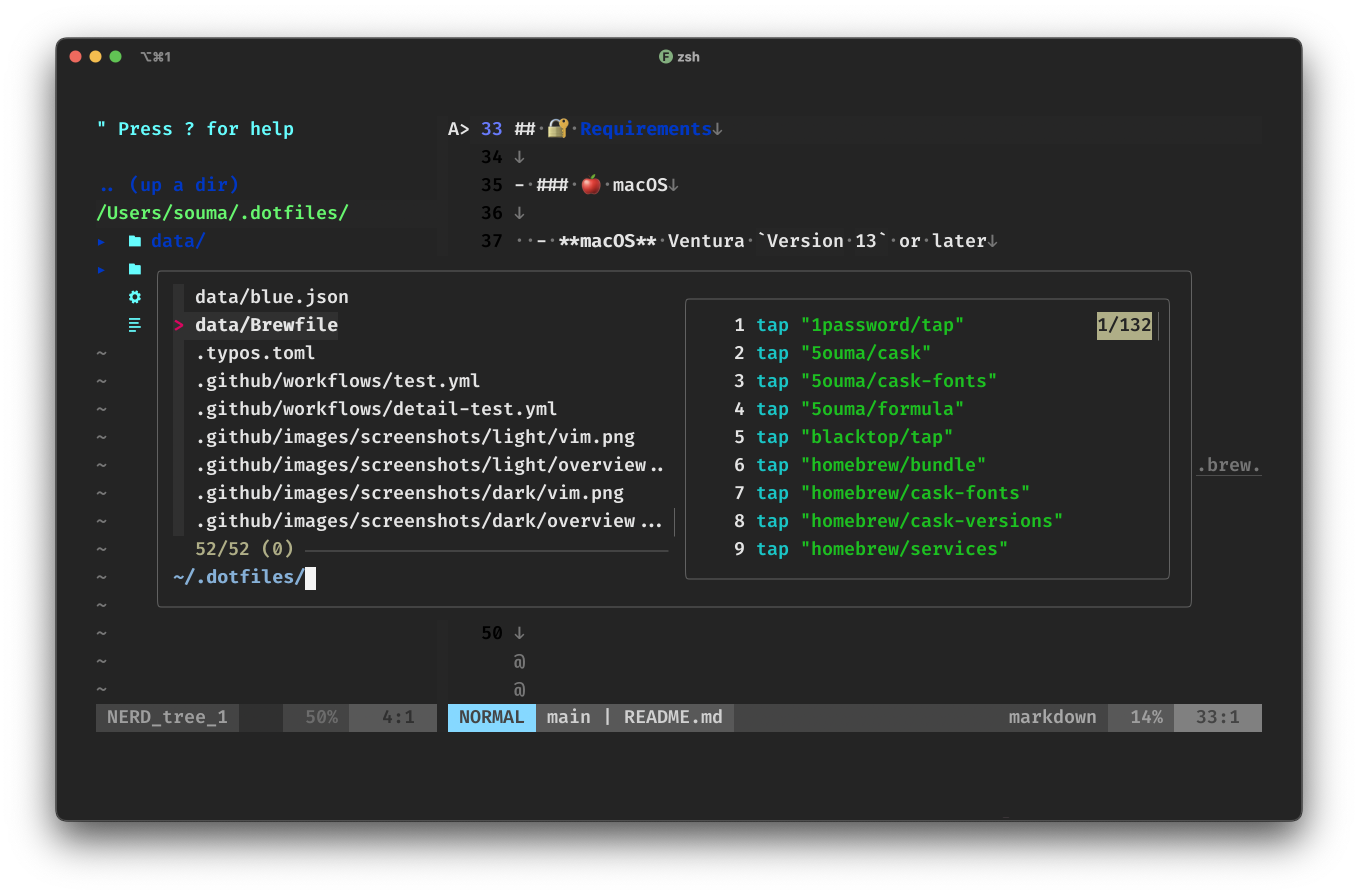 ⌥⌘1
F zsh
" Press ? for help
.. (up a dir)
/Users/souma/.dotfiles/
▸ data/
▸
A> 33 ##·🔐·Requirements↓
34 ↓
35 -·###·🍎·macOS↓
36 ↓
37 ··-·**macOS**·Ventura·`Version·13`·or·later↓
data/blue.json
> data/Brewfile
.typos.toml
.github/workflows/test.yml
.github/workflows/detail-test.yml
.github/images/screenshots/light/vim.png
.github/images/screenshots/light/overview..
.github/images/screenshots/dark/vim.png
.github/images/screenshots/dark/overview...
52/52 (0)
~/.dotfiles/
1 tap "1password/tap" 1/132
2 tap "5ouma/cask"
3 tap "5ouma/cask-fonts"
4 tap "5ouma/formula"
5 tap "blacktop/tap"
6 tap "homebrew/bundle"
7 tap "homebrew/cask-fonts"
8 tap "homebrew/cask-versions"
9 tap "homebrew/services"
.brew.
~
~
~
~
~
~
~
~
~
~
~
~
~
50 ↓
@
@
NERD_tree_1 50% 4:1
NORMAL main | README.md markdown 14% 33:1